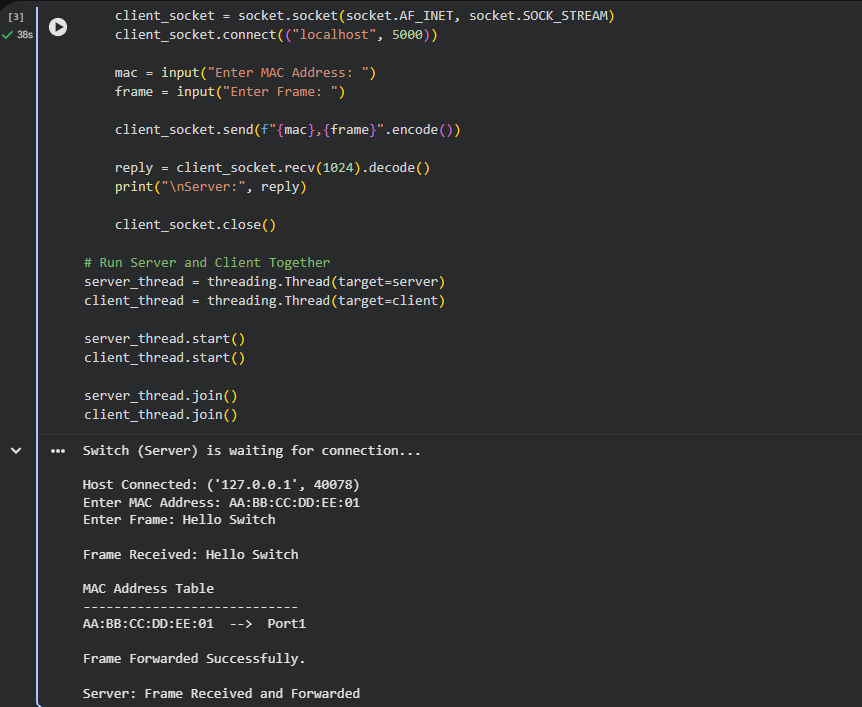 [3]
38s
client_socket = socket.socket(socket.AF_INET, socket.SOCK_STREAM)
client_socket.connect(("localhost", 5000))
mac = input("Enter MAC Address: ")
frame = input("Enter Frame: ")
client_socket.send(f"{mac},{frame}".encode())
reply = client_socket.recv(1024).decode()
print("\nServer:", reply)
client_socket.close()
# Run Server and Client Together
server_thread = threading.Thread(target=server)
client_thread = threading.Thread(target=client)
server_thread.start()
client_thread.start()
server_thread.join()
client_thread.join()
Switch (Server) is waiting for connection...
Host Connected: ('127.0.0.1', 40078)
Enter MAC Address: AA:BB:CC:DD:EE:01
Enter Frame: Hello Switch
Frame Received: Hello Switch
MAC Address Table
----------------------------
AA:BB:CC:DD:EE:01  -->  Port1
Frame Forwarded Successfully.
Server: Frame Received and Forwarded